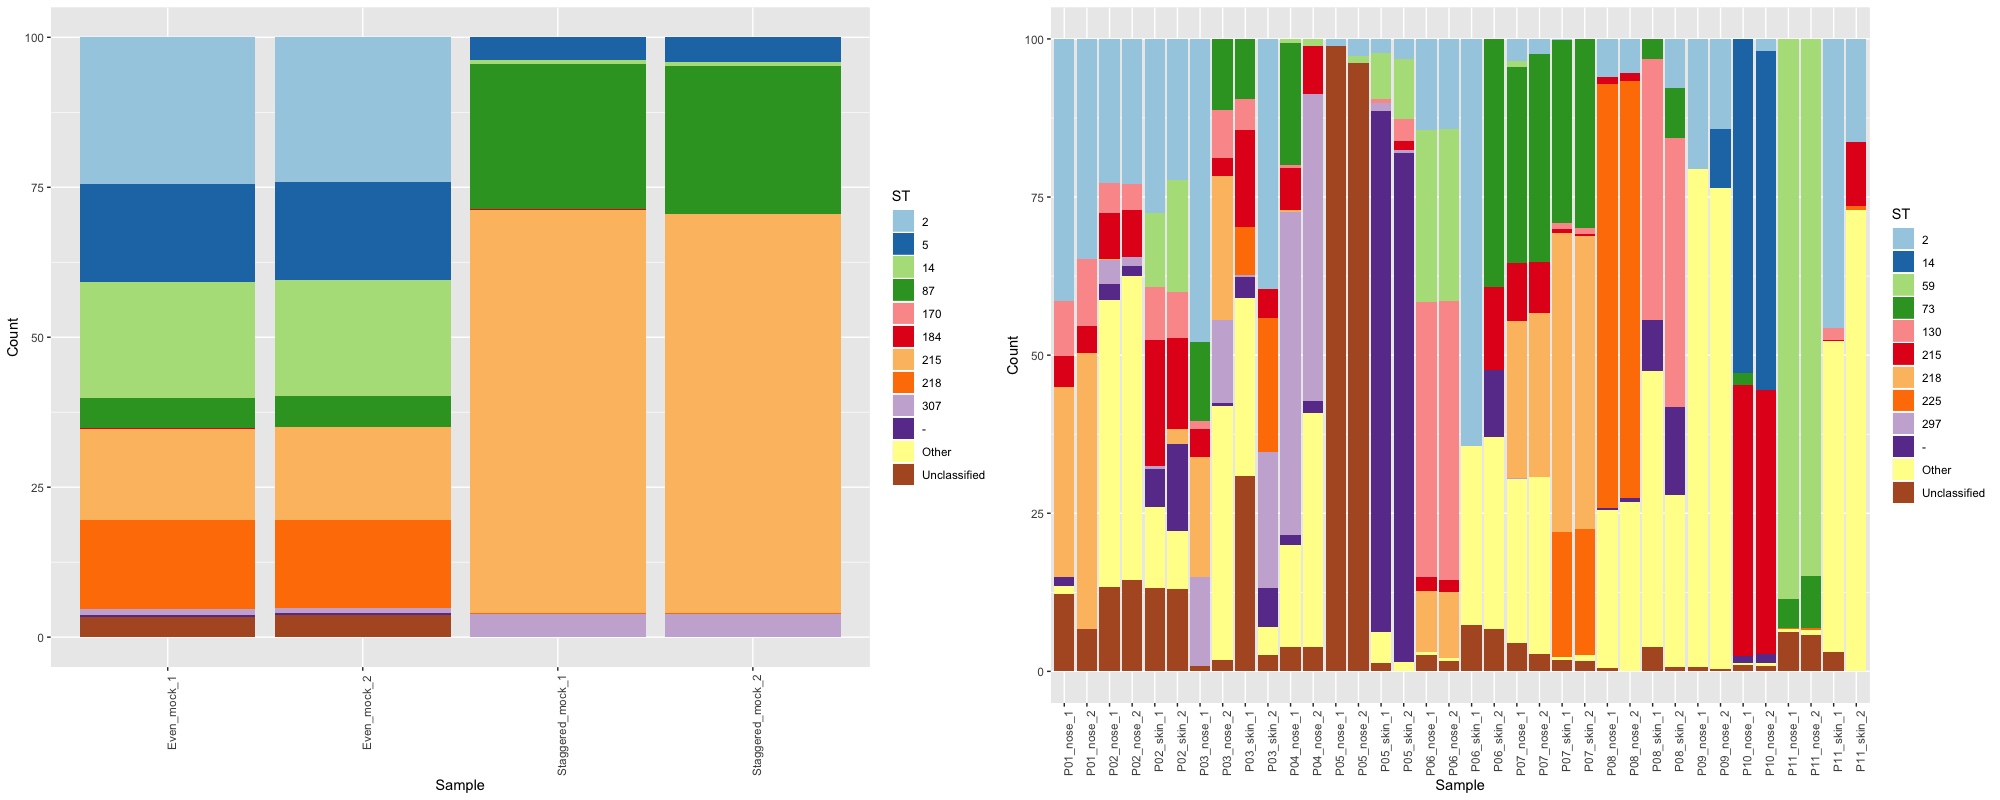 100
75
50
25
0
Count
Even_mock_1
Even_mock_2
Staggered_mock_1
Staggered_mock_2
Sample
ST
2
5
14
87
170
184
215
218
307
-
Other
Unclassified
100
75
50
25
0
Count
P01_nose_1
P01_nose_2
P02_nose_1
P02_nose_2
P02_skin_1
P02_skin_2
P03_nose_1
P03_nose_2
P03_skin_1
P03_skin_2
P04_nose_1
P04_nose_2
P05_nose_1
P05_nose_2
P05_skin_1
P05_skin_2
P06_nose_1
P06_nose_2
P06_skin_1
P06_skin_2
P07_nose_1
P07_nose_2
P07_skin_1
P07_skin_2
P08_nose_1
P08_nose_2
P08_skin_1
P08_skin_2
P09_nose_1
P09_nose_2
P10_nose_1
P10_nose_2
P11_nose_1
P11_nose_2
P11_skin_1
P11_skin_2
Sample
ST
2
14
59
73
130
215
218
225
297
-
Other
Unclassified